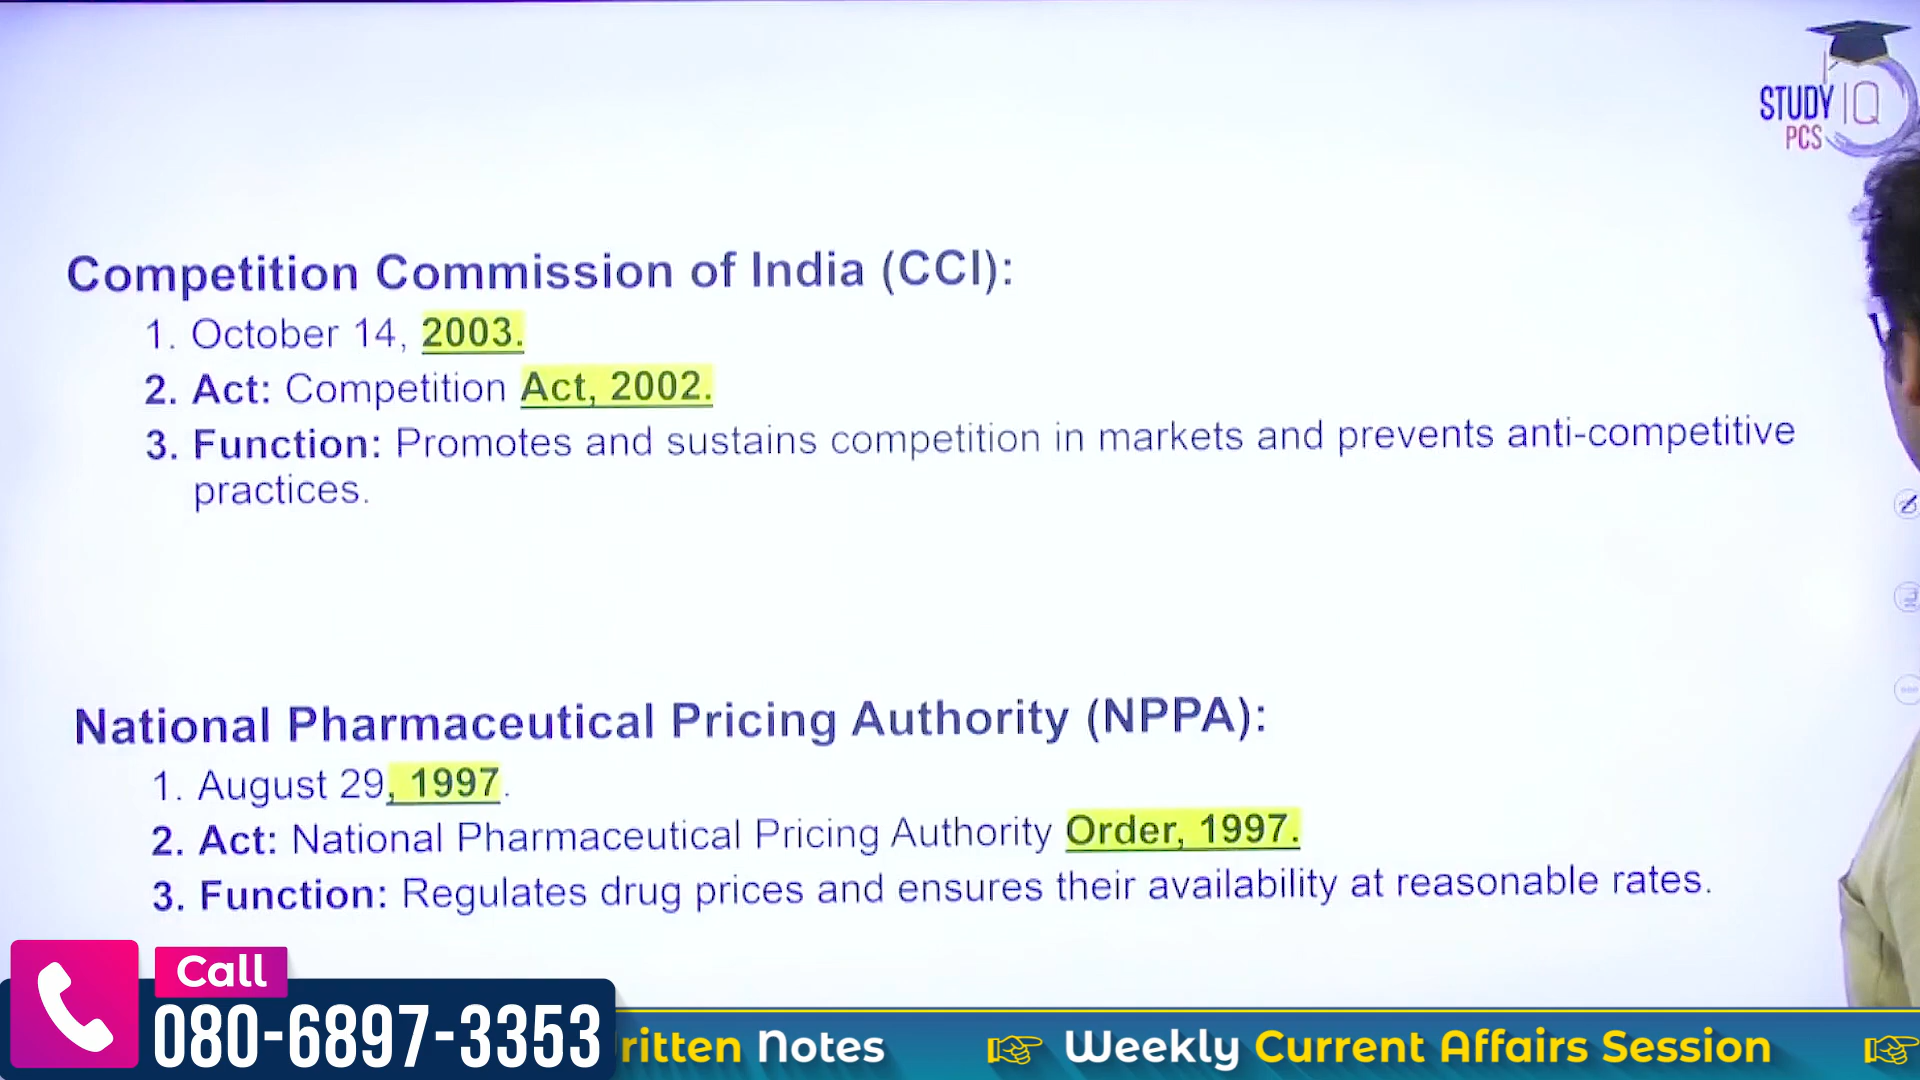 STUDY IQ
PCS
Competition Commission of India (CCI):
1. October 14, 2003.
2. Act: Competition Act, 2002.
3. Function: Promotes and sustains competition in markets and prevents anti-competitive
practices.
National Pharmaceutical Pricing Authority (NPPA):
1. August 29, 1997.
2. Act: National Pharmaceutical Pricing Authority Order, 1997.
3. Function: Regulates drug prices and ensures their availability at reasonable rates.
Call
080-6897-3353
ritten Notes Weekly Current Affairs Session